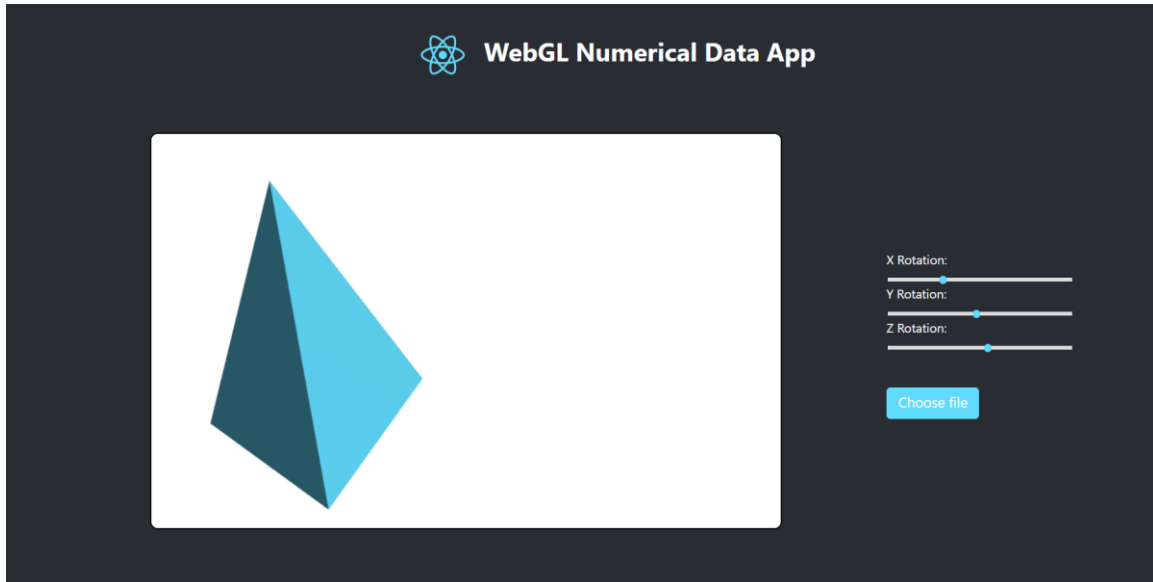 WebGL Numerical Data App
X Rotation:
Y Rotation:
Z Rotation:
Choose file